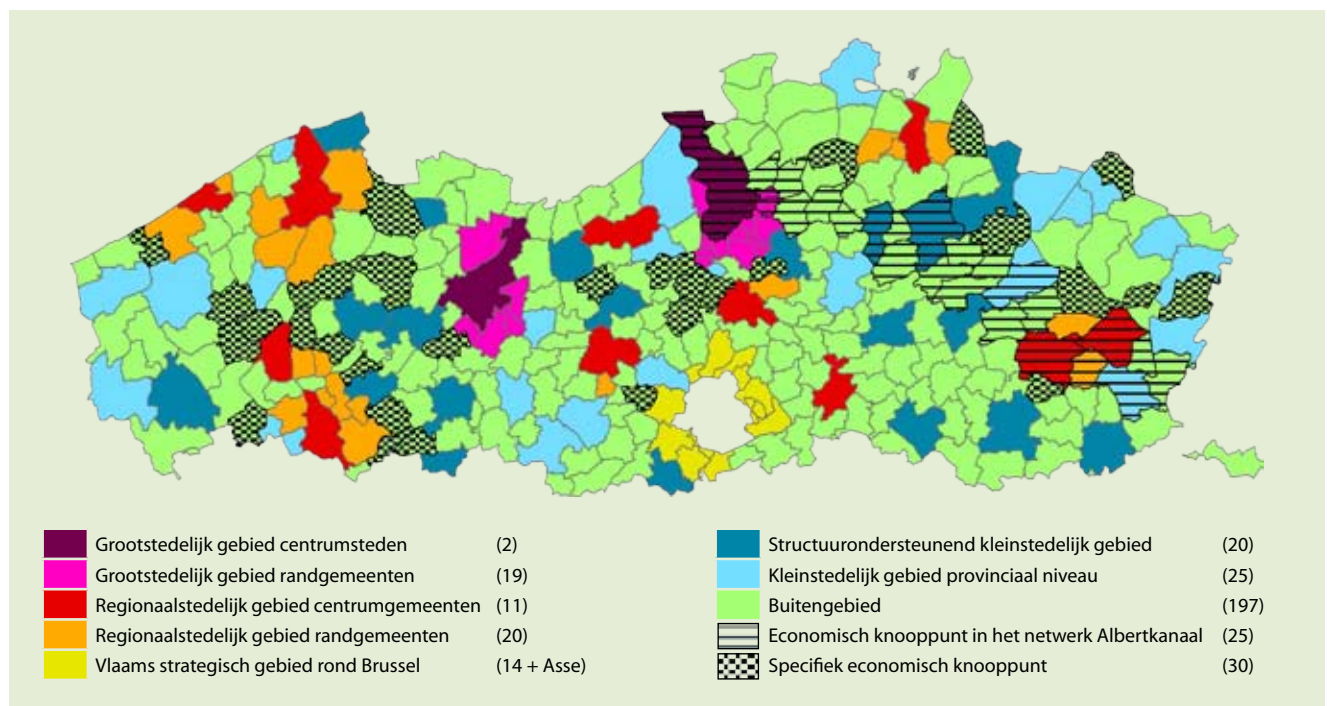 Grootstedelijk gebied centrumsteden (2)
Grootstedelijk gebied randgemeenten (19)
Regionaalstedelijk gebied centrumgemeenten (11)
Regionaalstedelijk gebied randgemeenten (20)
Vlaams strategisch gebied rond Brussel (14 + Asse)
Structuurondersteunend kleinstedelijk gebied (20)
Kleinstedelijk gebied provinciaal niveau (25)
Buitengebied (197)
Economisch knooppunt in het netwerk Albertkanaal (25)
Specifiek economisch knooppunt (30)